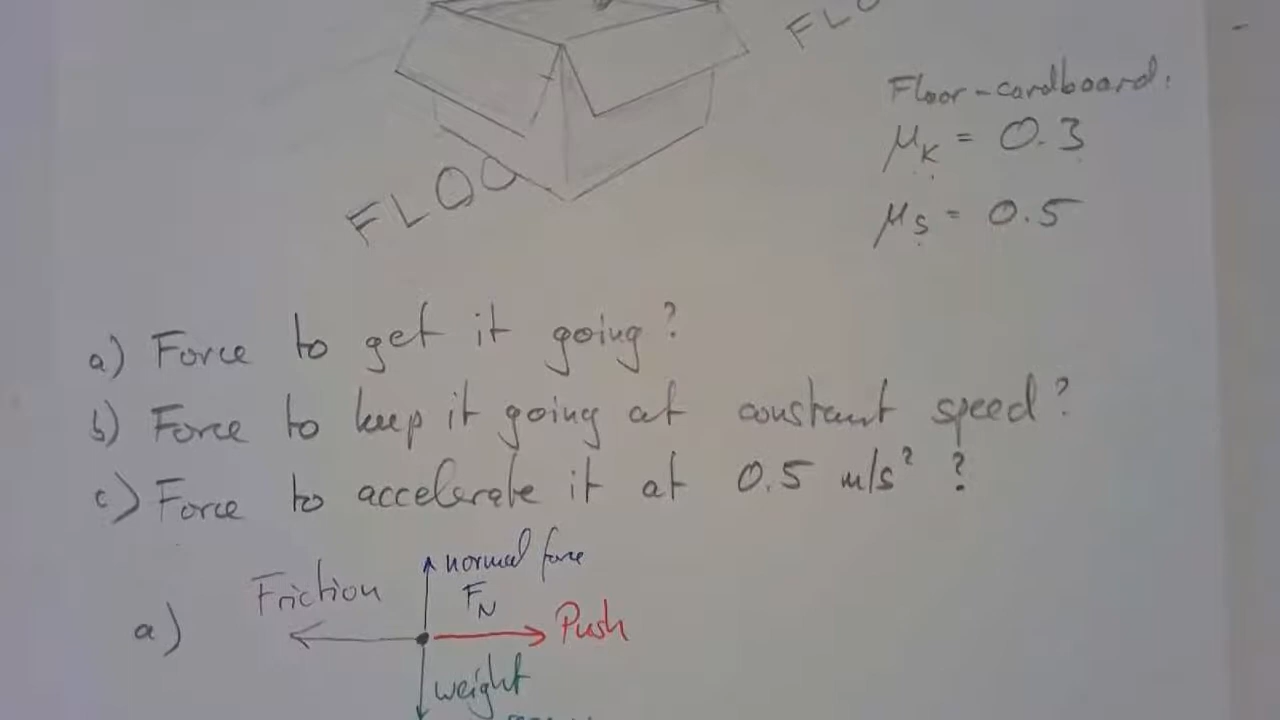 FLO
Floor-cardboard:
μK = 0.3
FLOO
μS = 0.5
a) Force to get it going?
b) Force to keep it going at constant speed?
c) Force to accelerate it at 0.5 m/s² ?
normal force
Friction
FN
a)
Push
weight